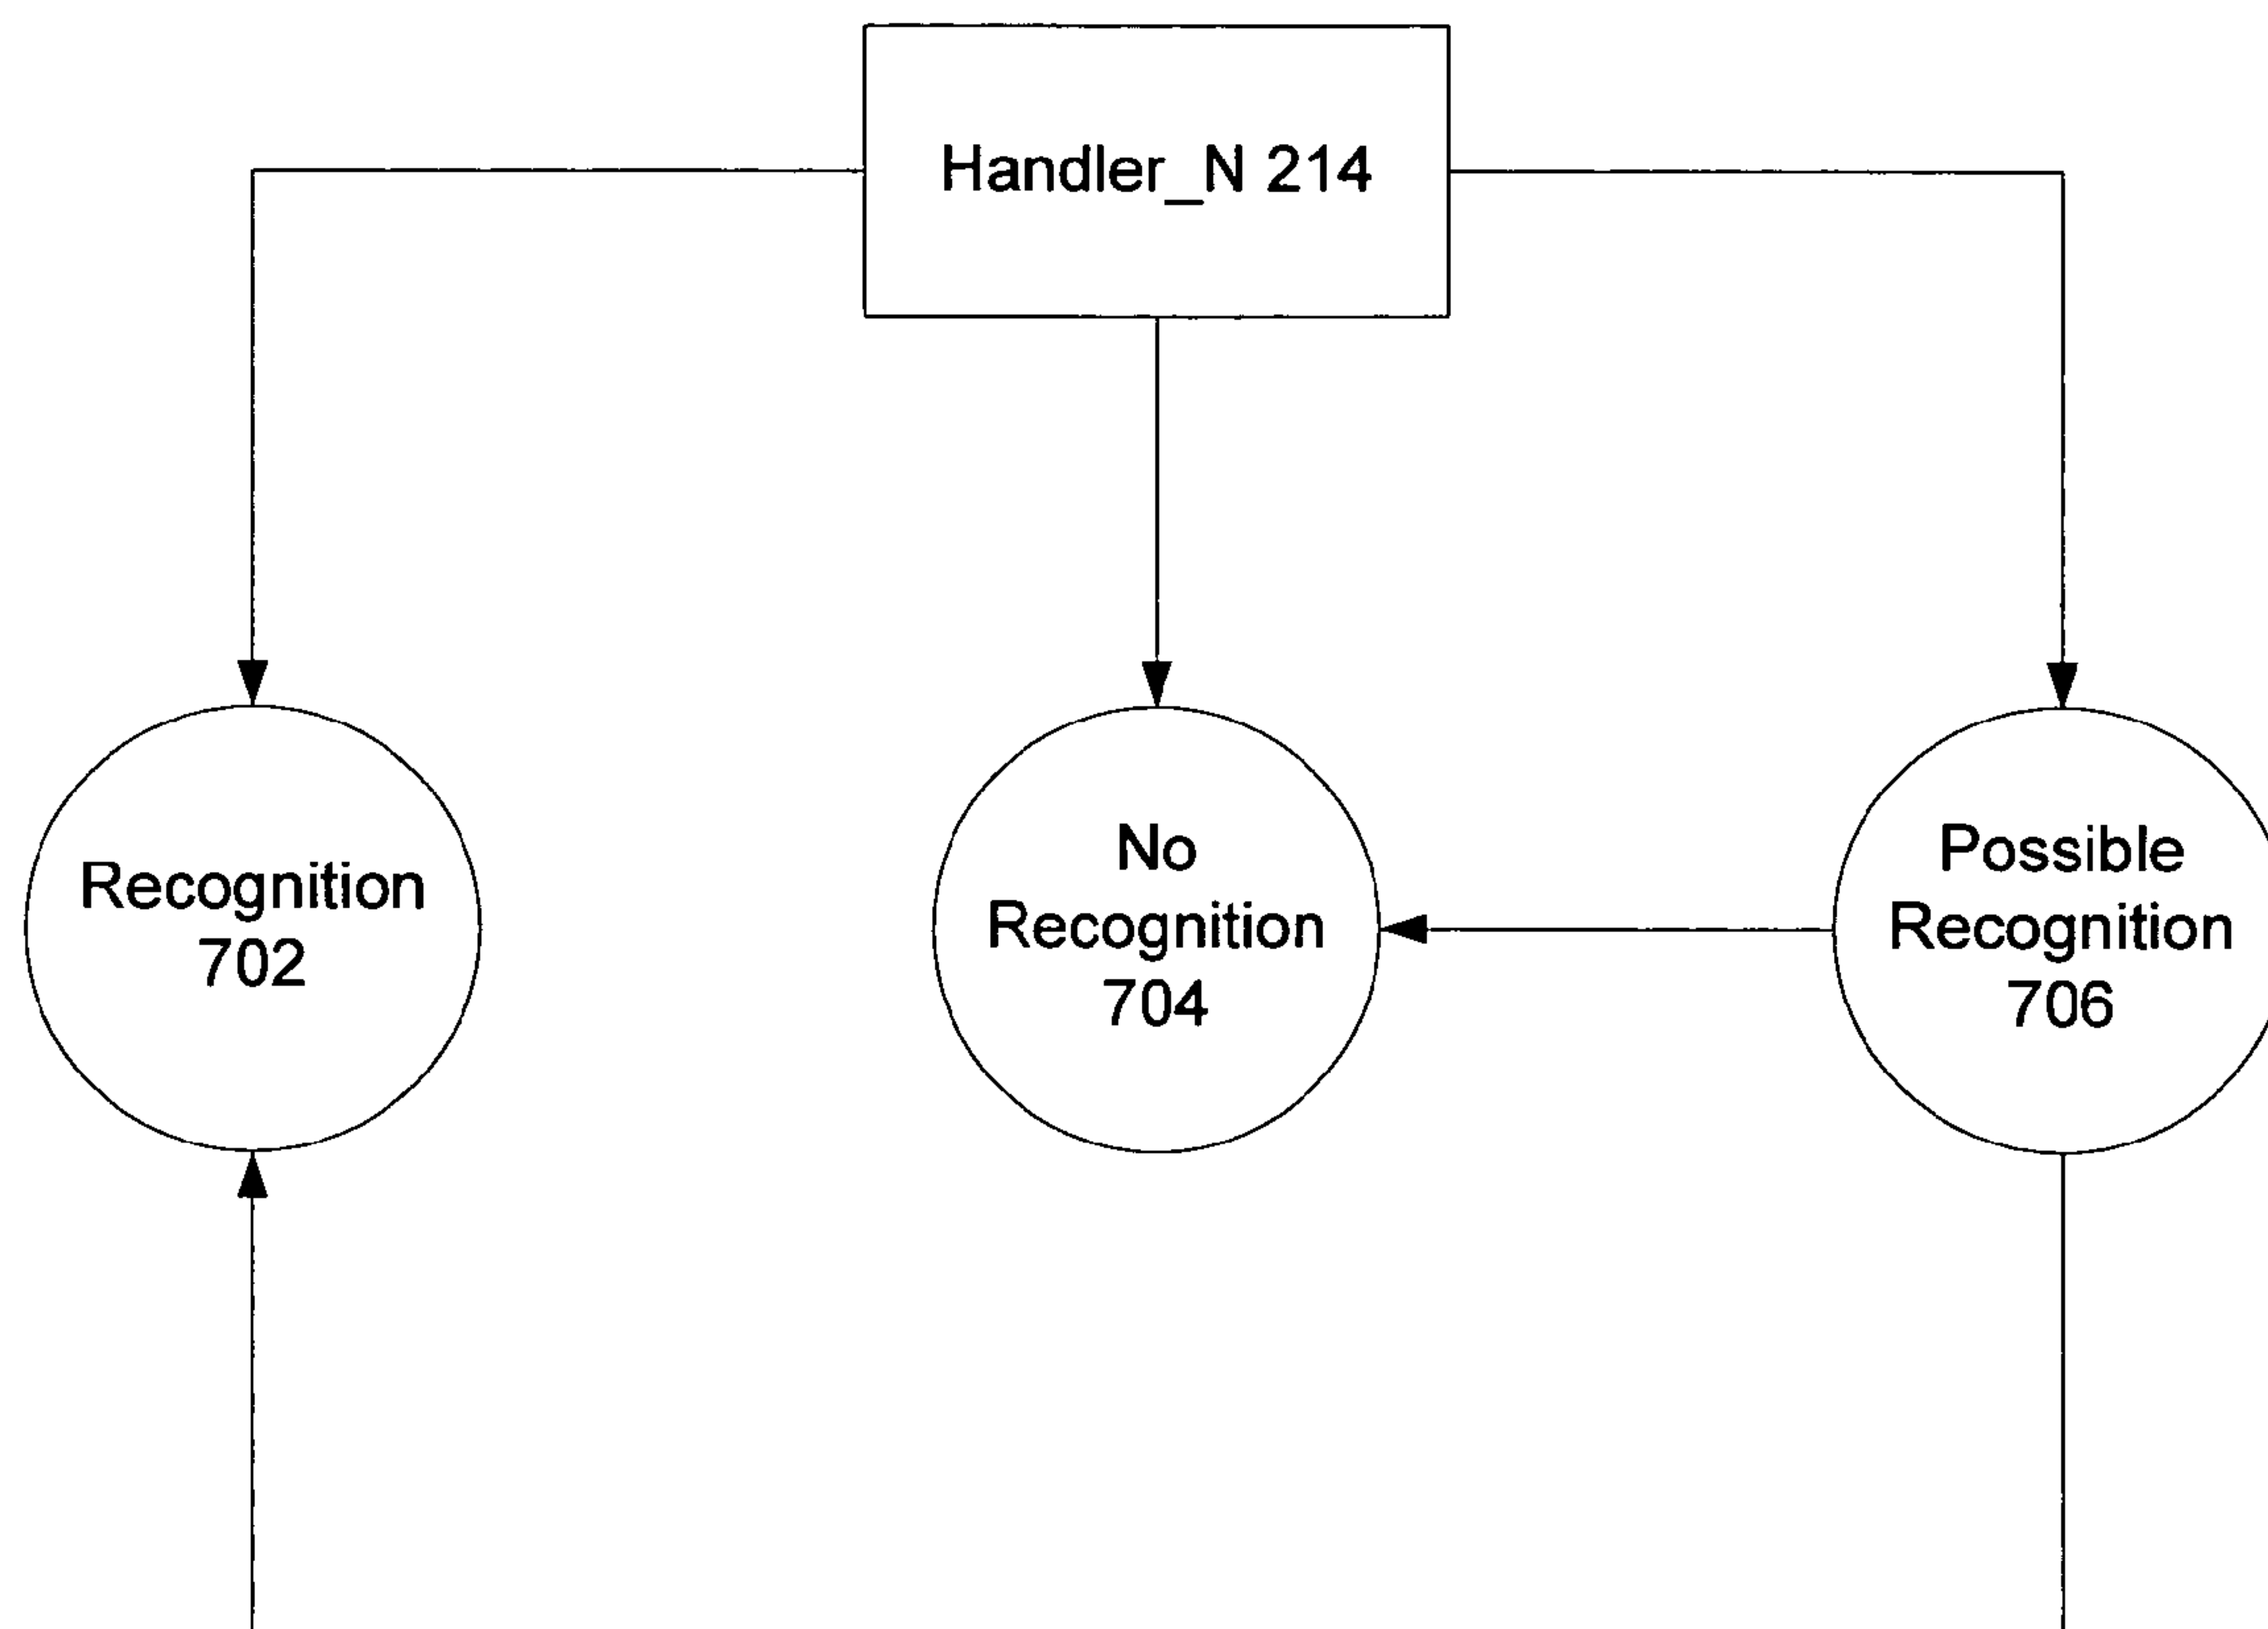 Handler_N 214
Recognition
702
No
Recognition
704
Possible
Recognition
706